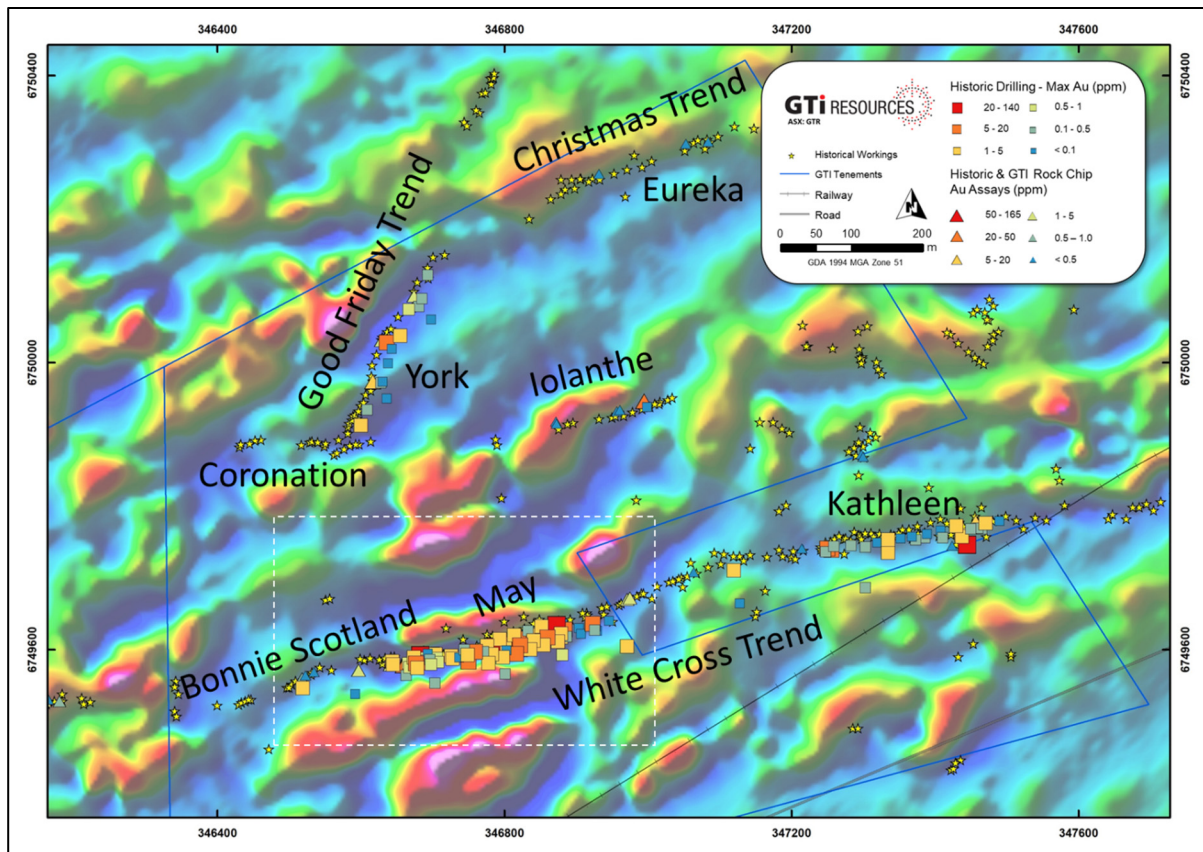 346400
346800
347200
347600
6750400
6750400
GTi RESOURCES
ASX: GTR
Historical Workings
GTI Tenements
Railway
Road
N
0 50 100 150 200
m
GDA 1994 MGA Zone 51
Historic Drilling - Max Au (ppm)
20 - 140
0.5 - 1
5 - 20
0.1 - 0.5
1 - 5
< 0.1
Historic & GTI Rock Chip
Au Assays (ppm)
50 - 165
1 - 5
20 - 50
0.5 – 1.0
5 - 20
< 0.5
Christmas Trend
Eureka
Good Friday Trend
York
Iolanthe
6750000
6750000
Coronation
Kathleen
May
Bonnie Scotland
White Cross Trend
6749600
6749600
346400
346800
347200
347600